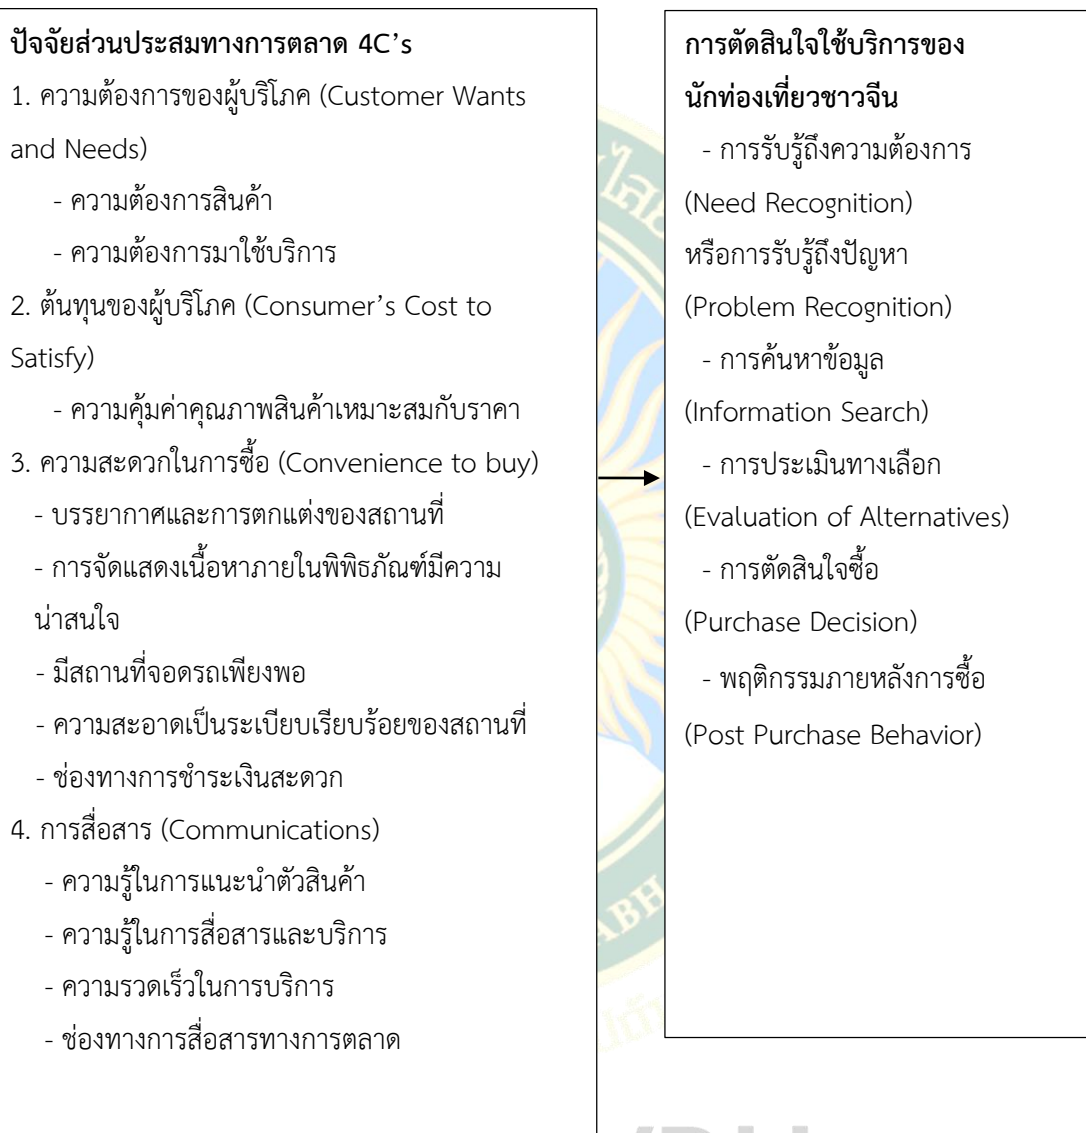 ปัจจัยส่วนประสมทางการตลาด 4C’s
1. ความต้องการของผู้บริโภค (Customer Wants
and Needs)
- ความต้องการสินค้า
- ความต้องการมาใช้บริการ
2. ต้นทุนของผู้บริโภค (Consumer’s Cost to
Satisfy)
- ความคุ้มค่าคุณภาพสินค้าเหมาะสมกับราคา
3. ความสะดวกในการซื้อ (Convenience to buy)
- บรรยากาศและการตกแต่งของสถานที่
- การจัดแสดงเนื้อหาภายในพิพิธภัณฑ์มีความ
น่าสนใจ
- มีสถานที่จอดรถเพียงพอ
- ความสะอาดเป็นระเบียบเรียบร้อยของสถานที่
- ช่องทางการชำระเงินสะดวก
4. การสื่อสาร (Communications)
- ความรู้ในการแนะนำตัวสินค้า
- ความรู้ในการสื่อสารและบริการ
- ความรวดเร็วในการบริการ
- ช่องทางการสื่อสารทางการตลาด
การตัดสินใจใช้บริการของ
นักท่องเที่ยวชาวจีน
- การรับรู้ถึงความต้องการ
(Need Recognition)
หรือการรับรู้ถึงปัญหา
(Problem Recognition)
- การค้นหาข้อมูล
(Information Search)
- การประเมินทางเลือก
(Evaluation of Alternatives)
- การตัดสินใจซื้อ
(Purchase Decision)
- พฤติกรรมภายหลังการซื้อ
(Post Purchase Behavior)